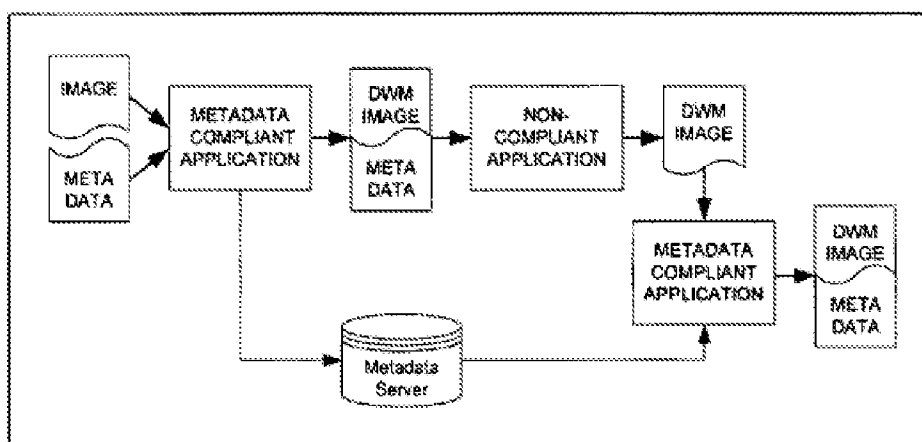 IMAGE
META
DATA
METADATA
COMPLIANT
APPLICATION
DWM
IMAGE
META
DATA
NON-
COMPLIANT
APPLICATION
DWM
IMAGE
METADATA
COMPLIANT
APPLICATION
DWM
IMAGE
META
DATA
Metadata
Server